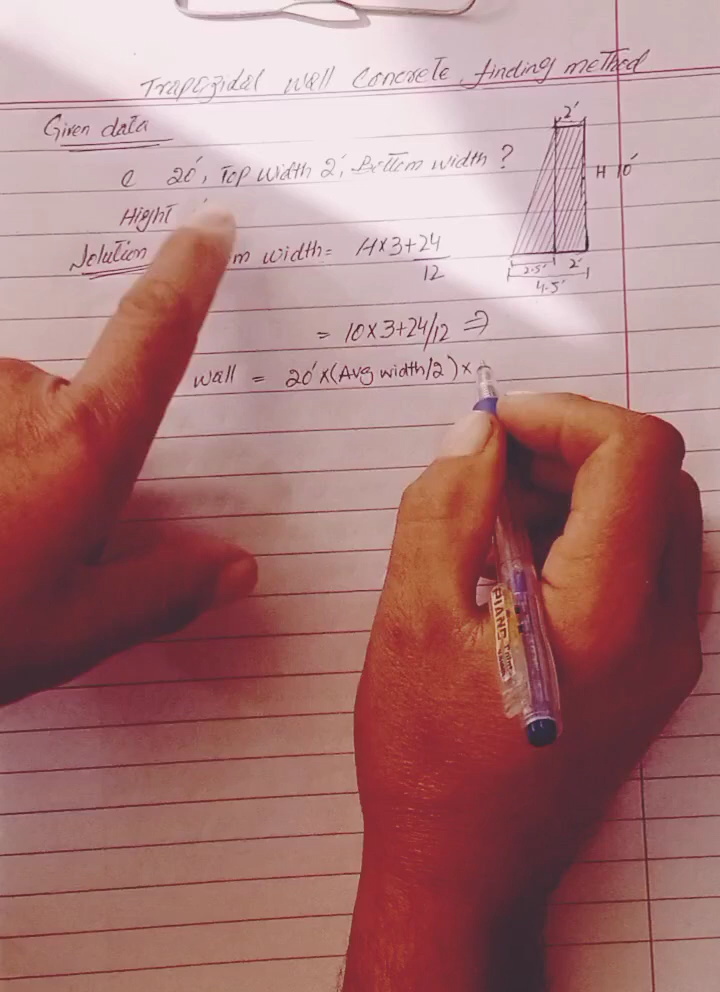 Trapezidal wall Concrete finding method
Given data
20', Top width 2', Bottom width ?
Hight
Solution m width = H×3+24
12
= 10×3+24/12 ⇒
wall = 20'×(Avg width/2)×
2'
H 10'
2.5' 2'
4.5'
PIANO